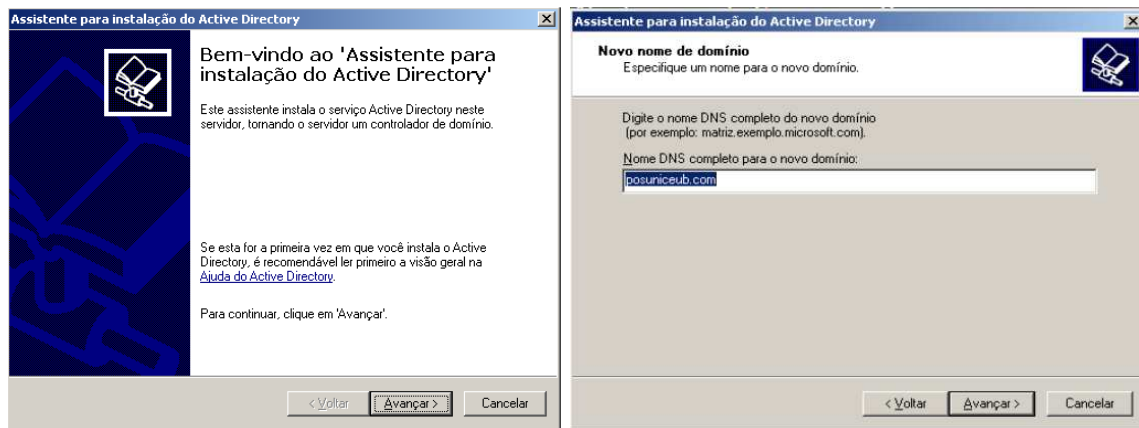 Assistente para instalação do Active Directory
Bem-vindo ao 'Assistente para
instalação do Active Directory'
Este assistente instala o serviço Active Directory neste
servidor, tornando o servidor um controlador de domínio.
Se esta for a primeira vez em que você instala o Active
Directory, é recomendável ler primeiro a visão geral na
Ajuda do Active Directory.
Para continuar, clique em 'Avançar'.
< Voltar
Avançar >
Cancelar
Assistente para instalação do Active Directory
Novo nome de domínio
Especifique um nome para o novo domínio.
Digite o nome DNS completo do novo domínio
(por exemplo: matriz.exemplo.microsoft.com).
Nome DNS completo para o novo domínio:
posuniceub.com
< Voltar
Avançar >
Cancelar